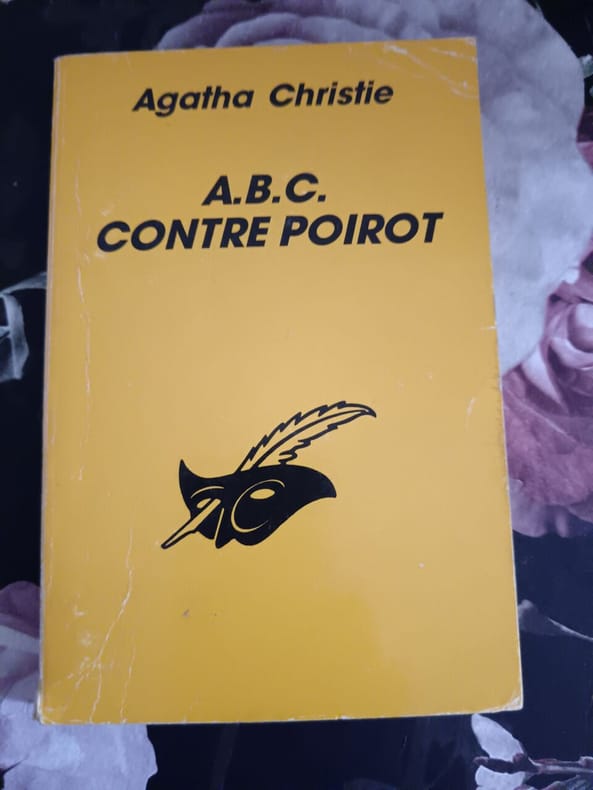 Agatha Christie
A.B.C.
CONTRE POIROT